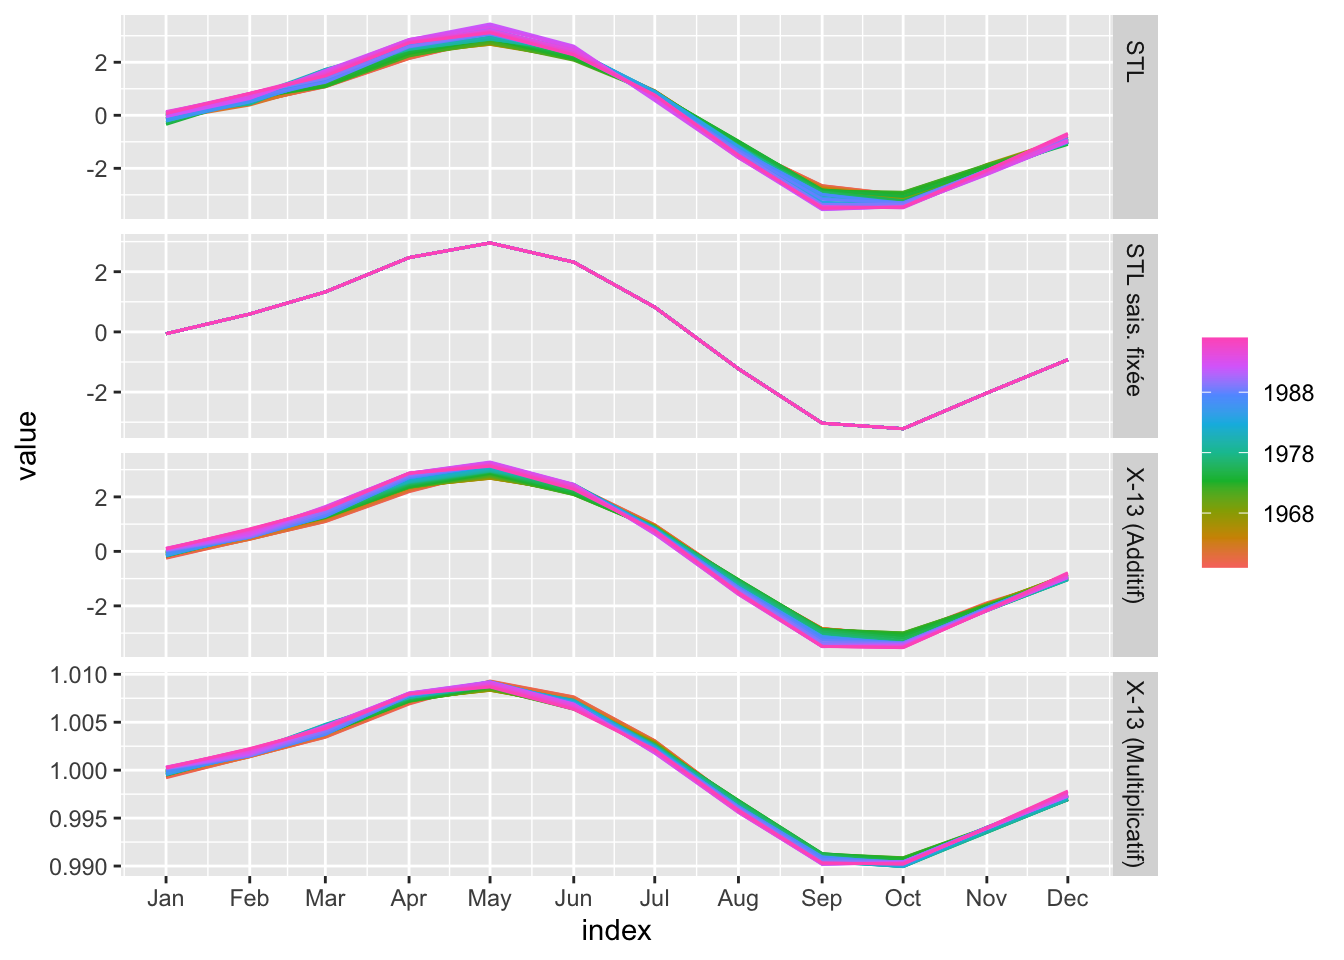 value
2
0
-2
STL
2
0
-2
STL sais. fixée
2
0
-2
X-13 (Additif)
1.010
1.005
1.000
0.995
0.990
X-13 (Multiplicatif)
Jan Feb Mar Apr May Jun Jul Aug Sep Oct Nov Dec
index
1988
1978
1968